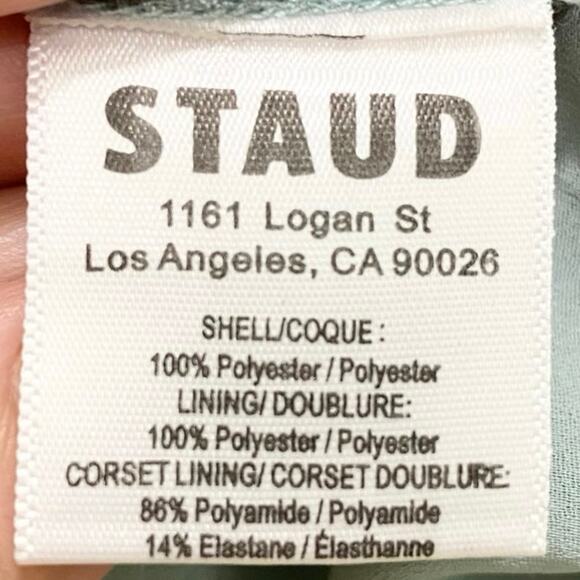 STAUD
1161 Logan St
Los Angeles, CA 90026
SHELL/COQUE :
100% Polyester / Polyester
LINING/ DOUBLURE:
100% Polyester / Polyester
CORSET LINING/ CORSET DOUBLURE:
86% Polyamide / Polyamide
14% Elastane / Élasthanne